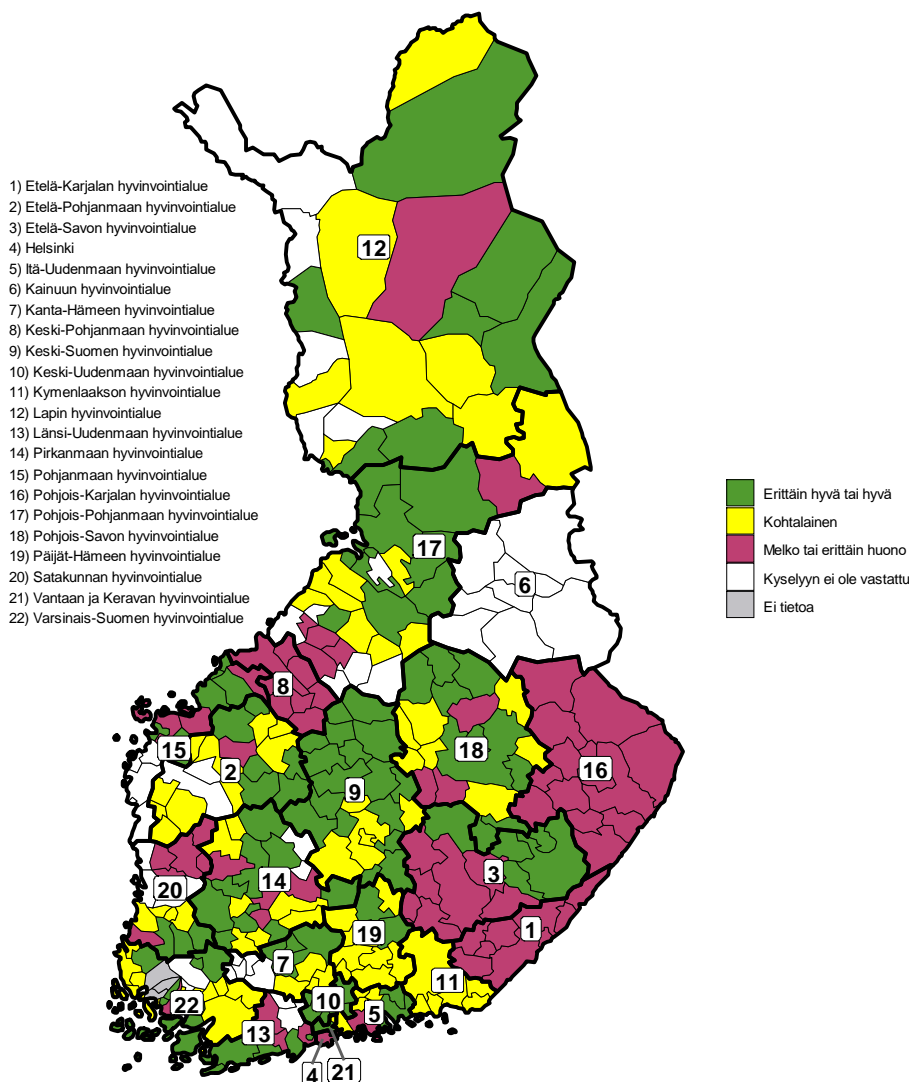 1) Etelä-Karjalan hyvinvointialue
2) Etelä-Pohjanmaan hyvinvointialue
3) Etelä-Savon hyvinvointialue
4) Helsinki
5) Itä-Uudenmaan hyvinvointialue
6) Kainuun hyvinvointialue
7) Kanta-Hämeen hyvinvointialue
8) Keski-Pohjanmaan hyvinvointialue
9) Keski-Suomen hyvinvointialue
10) Keski-Uudenmaan hyvinvointialue
11) Kymenlaakson hyvinvointialue
12) Lapin hyvinvointialue
13) Länsi-Uudenmaan hyvinvointialue
14) Pirkanmaan hyvinvointialue
15) Pohjanmaan hyvinvointialue
16) Pohjois-Karjalan hyvinvointialue
17) Pohjois-Pohjanmaan hyvinvointialue
18) Pohjois-Savon hyvinvointialue
19) Päijät-Hämeen hyvinvointialue
20) Satakunnan hyvinvointialue
21) Vantaan ja Keravan hyvinvointialue
22) Varsinais-Suomen hyvinvointialue
Erittäin hyvä tai hyvä
Kohtalainen
Melko tai erittäin huono
Kyselyyn ei ole vastattu
Ei tietoa
12
17
6
8
15
18
2
16
9
3
14
20
1
19
7
11
10
22
5
13
4
21